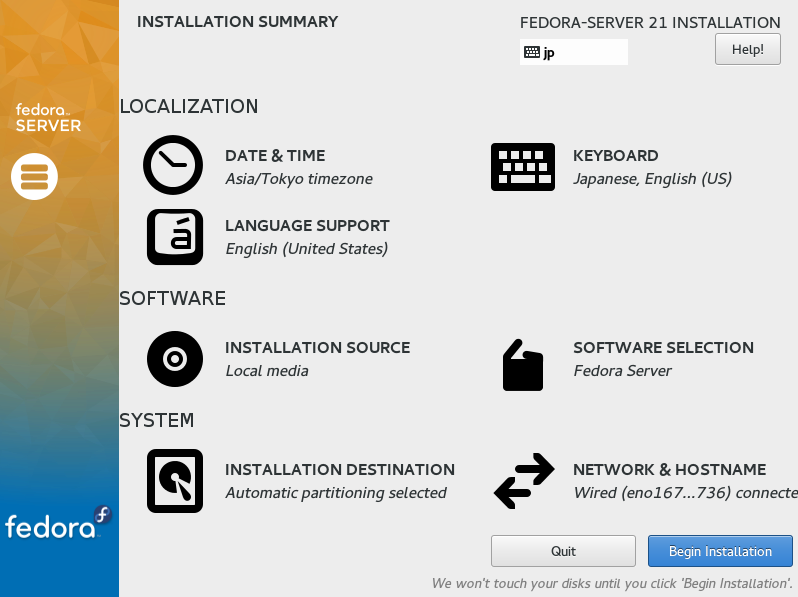 INSTALLATION SUMMARY
FEDORA-SERVER 21 INSTALLATION
jp
Help!
fedora
SERVER
LOCALIZATION
DATE & TIME
Asia/Tokyo timezone
KEYBOARD
Japanese, English (US)
LANGUAGE SUPPORT
English (United States)
SOFTWARE
INSTALLATION SOURCE
Local media
SOFTWARE SELECTION
Fedora Server
SYSTEM
INSTALLATION DESTINATION
Automatic partitioning selected
NETWORK & HOSTNAME
Wired (eno167...736) connecte
fedora
Quit
Begin Installation
We won't touch your disks until you click 'Begin Installation'.